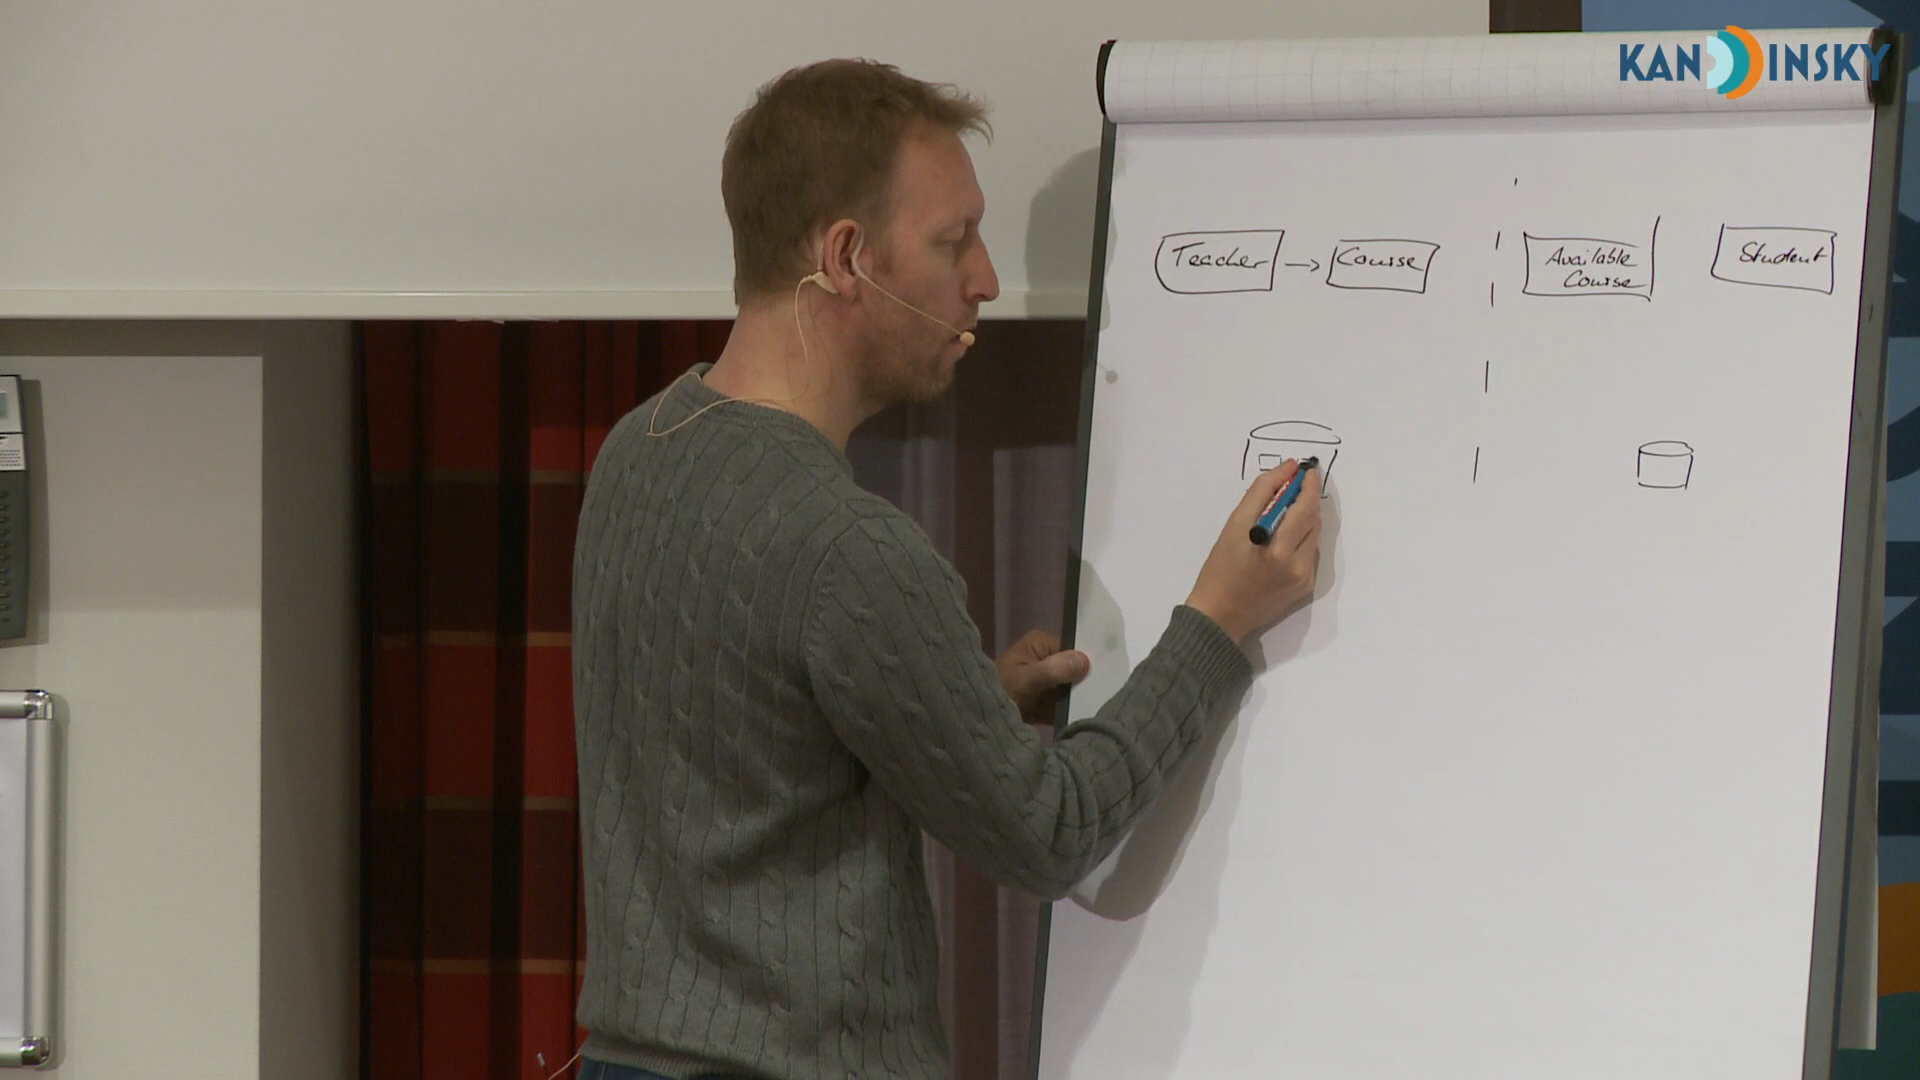 KANDINSKY
Teacher
Course
Available
Course
Student